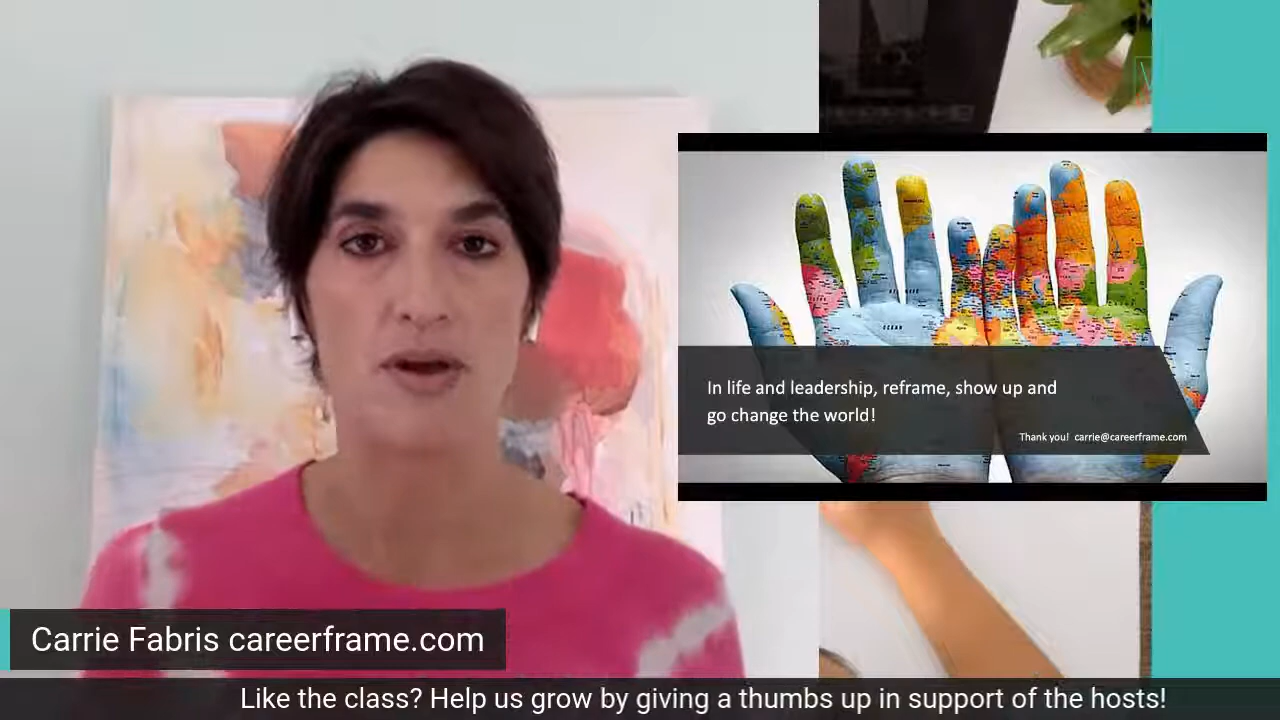 OCEAN
In life and leadership, reframe, show up and
go change the world!
Thank you! carrie@careerframe.com
Carrie Fabris careerframe.com
Like the class? Help us grow by giving a thumbs up in support of the hosts!